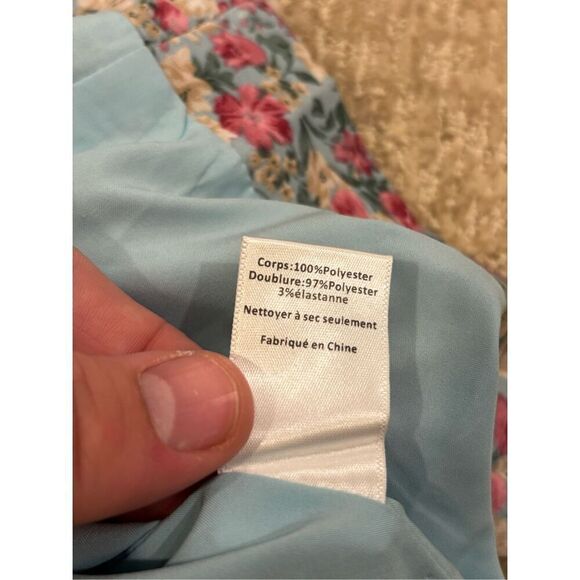 Corps:100%Polyester
Doublure:97%Polyester
3%élastanne
Nettoyer à sec seulement
Fabriqué en Chine